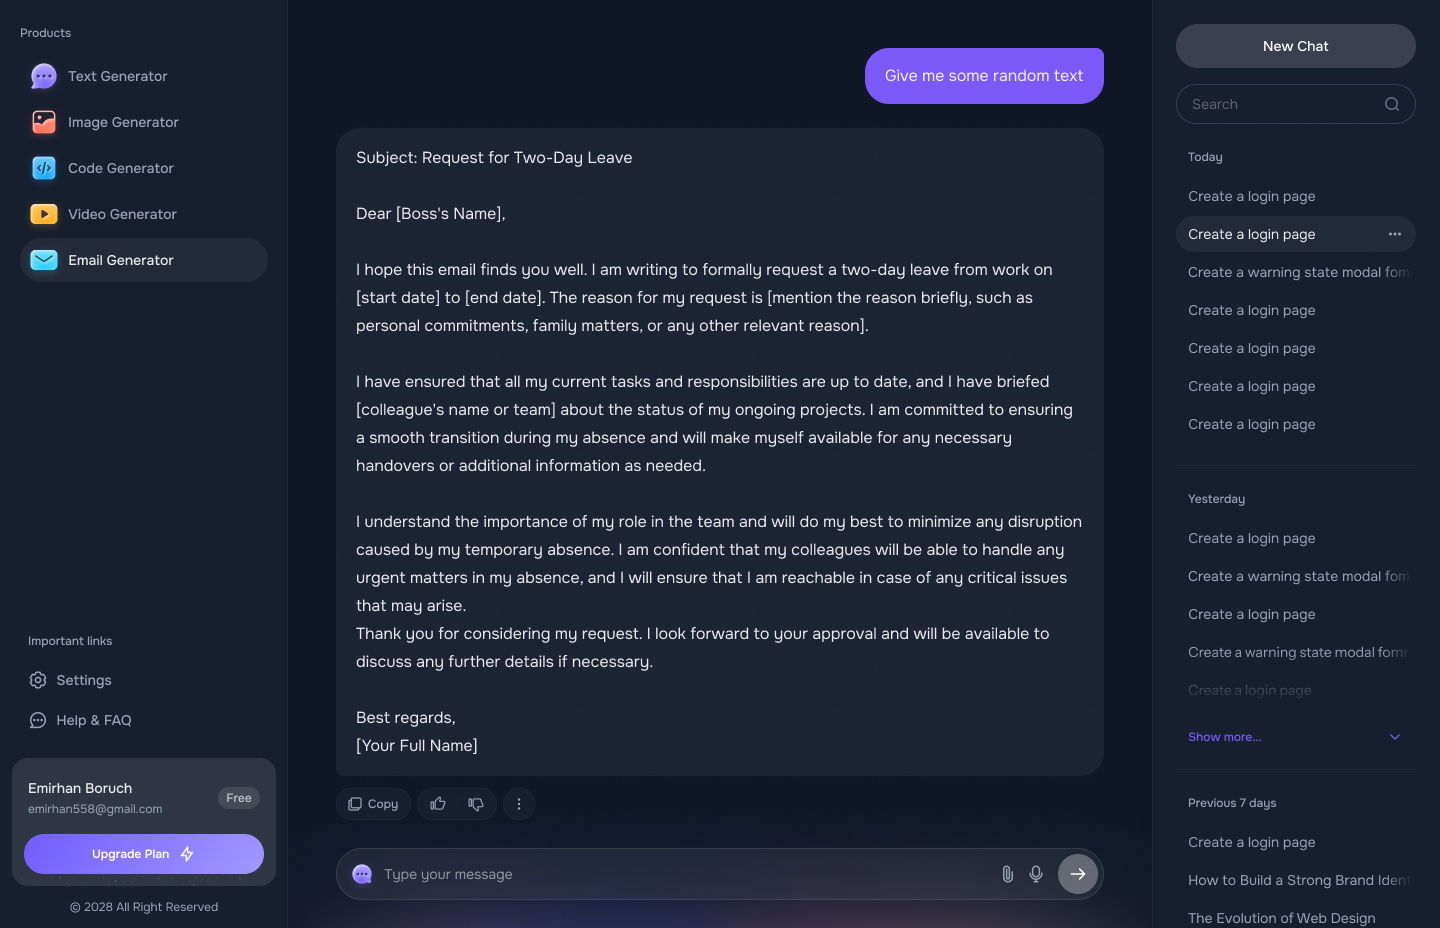 Products
Text Generator
Image Generator
Code Generator
Video Generator
Email Generator
Important links
Settings
Help & FAQ
Emirhan Boruch
emirhan558@gmail.com
Free
Upgrade Plan
© 2028 All Right Reserved
Give me some random text
Subject: Request for Two-Day Leave
Dear [Boss's Name],
I hope this email finds you well. I am writing to formally request a two-day leave from work on
[start date] to [end date]. The reason for my request is [mention the reason briefly, such as
personal commitments, family matters, or any other relevant reason].
I have ensured that all my current tasks and responsibilities are up to date, and I have briefed
[colleague's name or team] about the status of my ongoing projects. I am committed to ensuring
a smooth transition during my absence and will make myself available for any necessary
handovers or additional information as needed.
I understand the importance of my role in the team and will do my best to minimize any disruption
caused by my temporary absence. I am confident that my colleagues will be able to handle any
urgent matters in my absence, and I will ensure that I am reachable in case of any critical issues
that may arise.
Thank you for considering my request. I look forward to your approval and will be available to
discuss any further details if necessary.
Best regards,
[Your Full Name]
Copy
Type your message
New Chat
Search
Today
Create a login page
Create a login page
Create a warning state modal fom
Create a login page
Create a login page
Create a login page
Create a login page
Yesterday
Create a login page
Create a warning state modal fom
Create a login page
Create a warning state modal fomr
Create a login page
Show more...
Previous 7 days
Create a login page
How to Build a Strong Brand Ident
The Evolution of Web Design